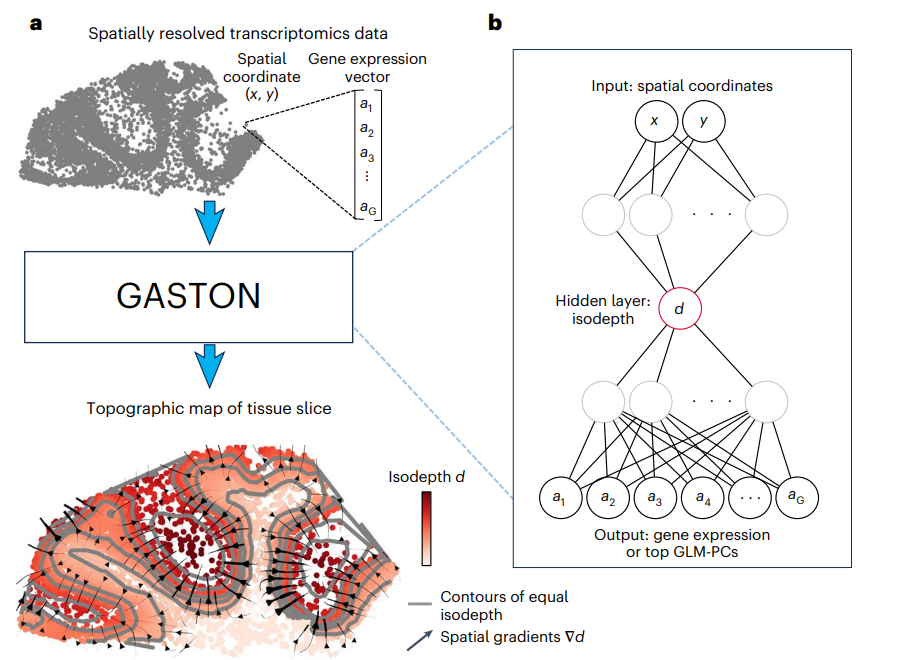 a
Spatially resolved transcriptomics data
Spatial
coordinate
(x, y)
Gene expression
vector
a1
a2
a3
⋮
aG
GASTON
Topographic map of tissue slice
Isodepth d
Contours of equal
isodepth
Spatial gradients ∇d
b
Input: spatial coordinates
x y
. . .
Hidden layer:
isodepth
d
. . .
a1 a2 a3 a4 ... aG
Output: gene expression
or top GLM-PCs